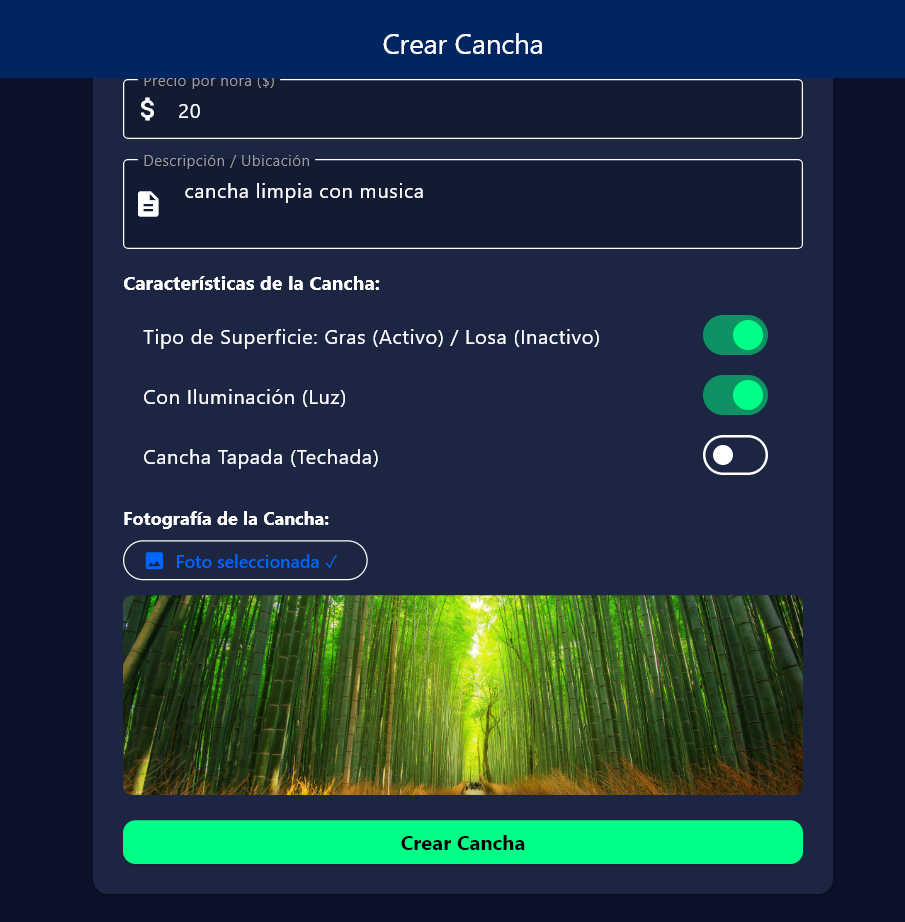 Crear Cancha
Precio por hora ($)
$ 20
Descripción / Ubicación
cancha limpia con musica
Características de la Cancha:
Tipo de Superficie: Gras (Activo) / Losa (Inactivo)
Con Iluminación (Luz)
Cancha Tapada (Techada)
Fotografía de la Cancha:
Foto seleccionada ✓
Crear Cancha